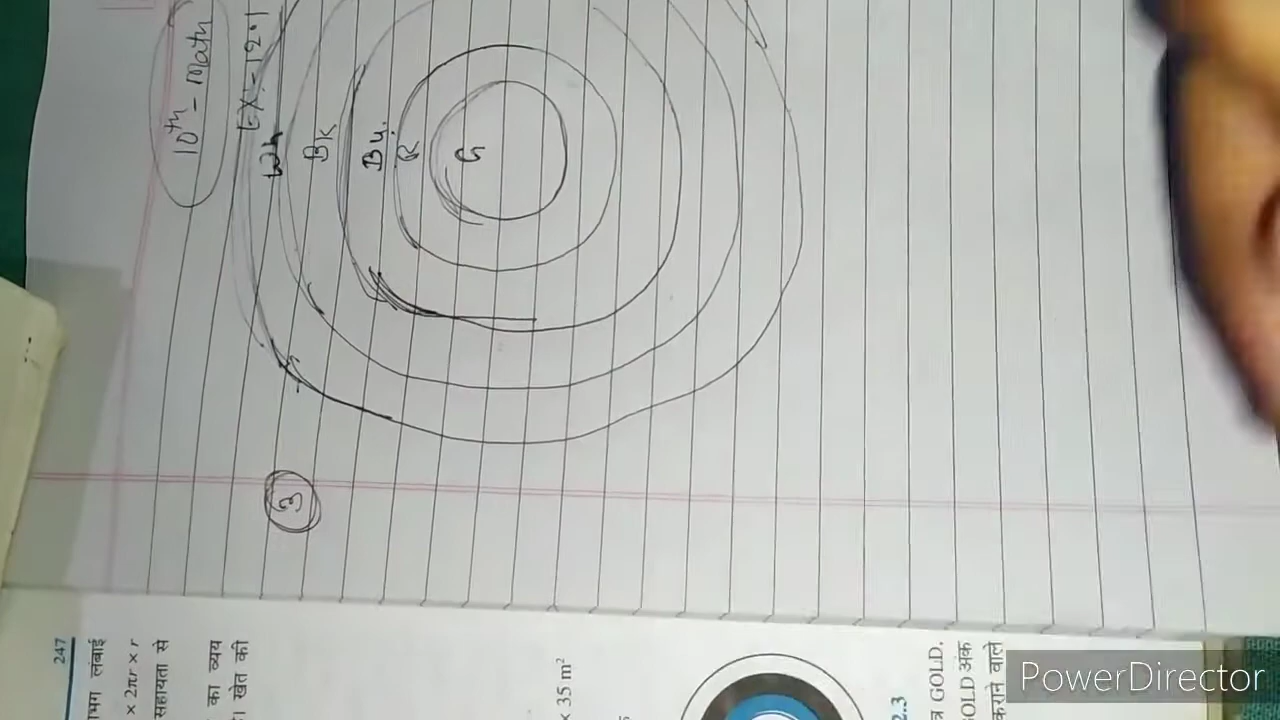 10th - Math
EX - 12.1
Wh
Bk
Bu.
R
G
3
247
लंबाई
× 2πr × r
सहायता से
का व्यय
खेत की
× 35 m²
2.3
GOLD,
GOLD अंक
कराने वाले
PowerDirector